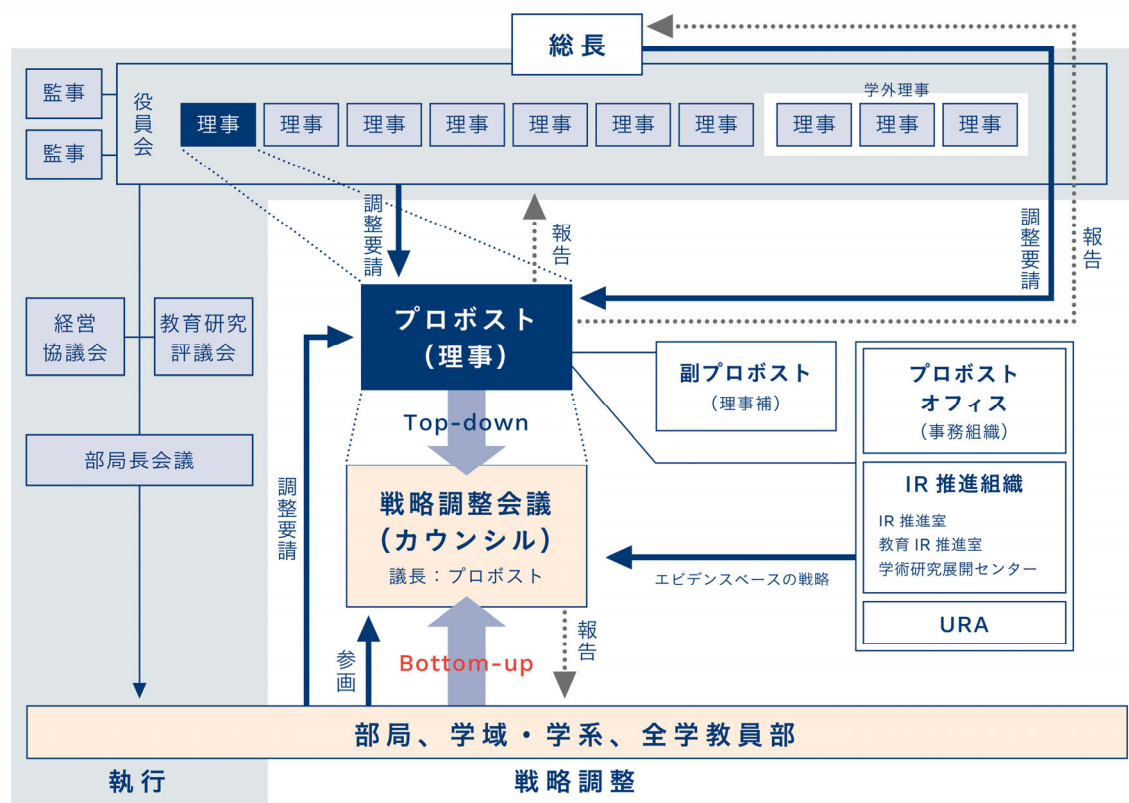 総長
監事
監事
役員会
理事
理事
理事
理事
理事
理事
理事
学外理事
理事
理事
理事
調整要請
報告
調整要請
報告
経営
協議会
教育研究
評議会
プロボスト
(理事)
副プロボスト
(理事補)
プロボスト
オフィス
(事務組織)
Top-down
部局長会議
調整要請
戦略調整会議
(カウンシル)
議長:プロボスト
IR 推進組織
IR 推進室
教育 IR 推進室
学術研究展開センター
エビデンスベースの戦略
URA
参画
Bottom-up
報告
部局、学域・学系、全学教員部
執行
戦略調整